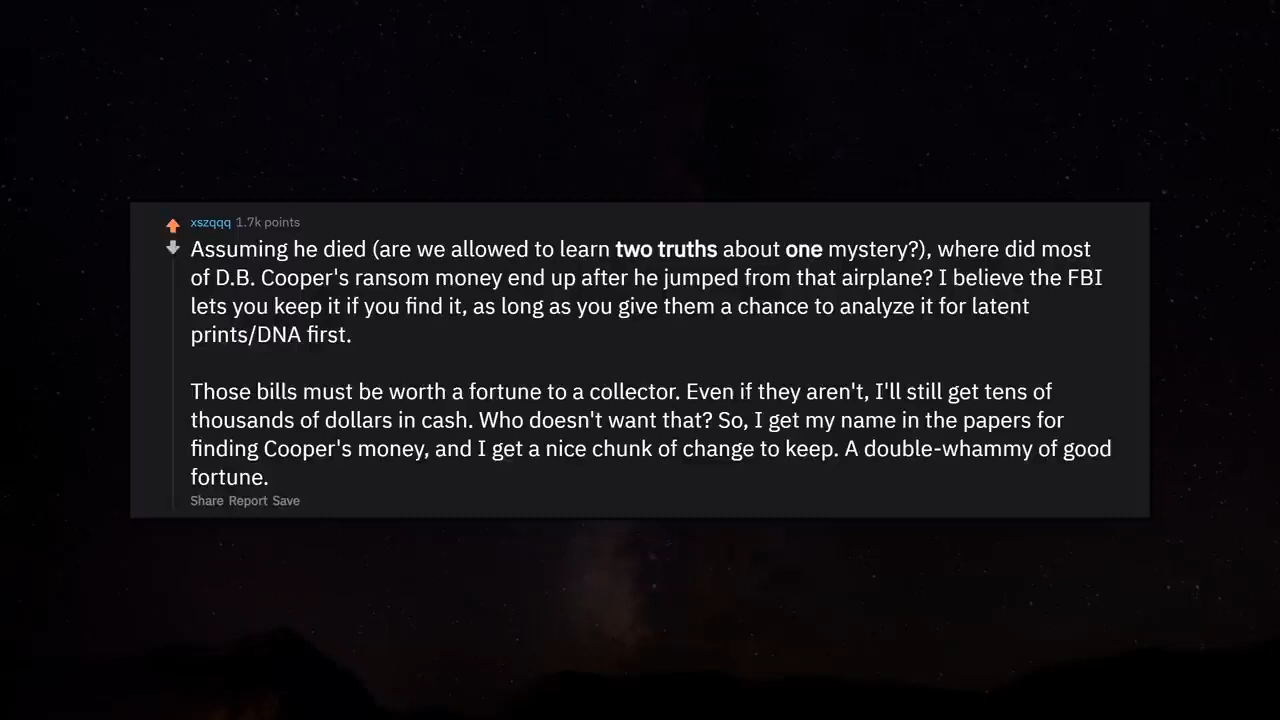 xszqqq 1.7k points
Assuming he died (are we allowed to learn two truths about one mystery?), where did most
of D.B. Cooper's ransom money end up after he jumped from that airplane? I believe the FBI
lets you keep it if you find it, as long as you give them a chance to analyze it for latent
prints/DNA first.
Those bills must be worth a fortune to a collector. Even if they aren't, I'll still get tens of
thousands of dollars in cash. Who doesn't want that? So, I get my name in the papers for
finding Cooper's money, and I get a nice chunk of change to keep. A double-whammy of good
fortune.
Share Report Save